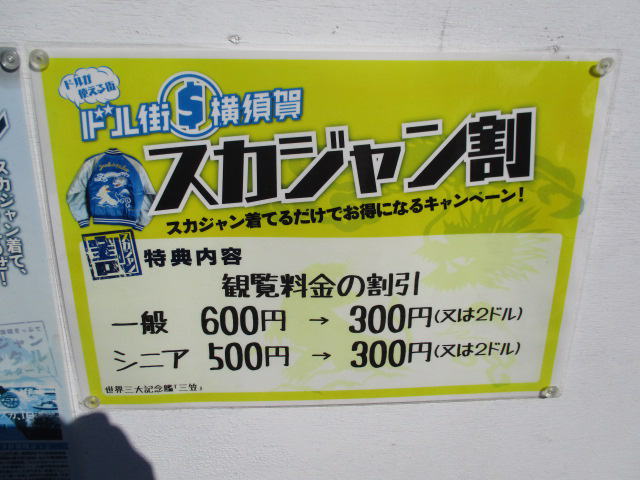 ドルが
使える街
ドル街$横須賀
スカジャン割
スカジャン着てるだけでお得になるキャンペーン!
割 特典内容
観覧料金の割引
一般 600円 → 300円(又は2ドル)
シニア 500円 → 300円(又は2ドル)
世界三大記念艦「三笠」
スカジャン着て、